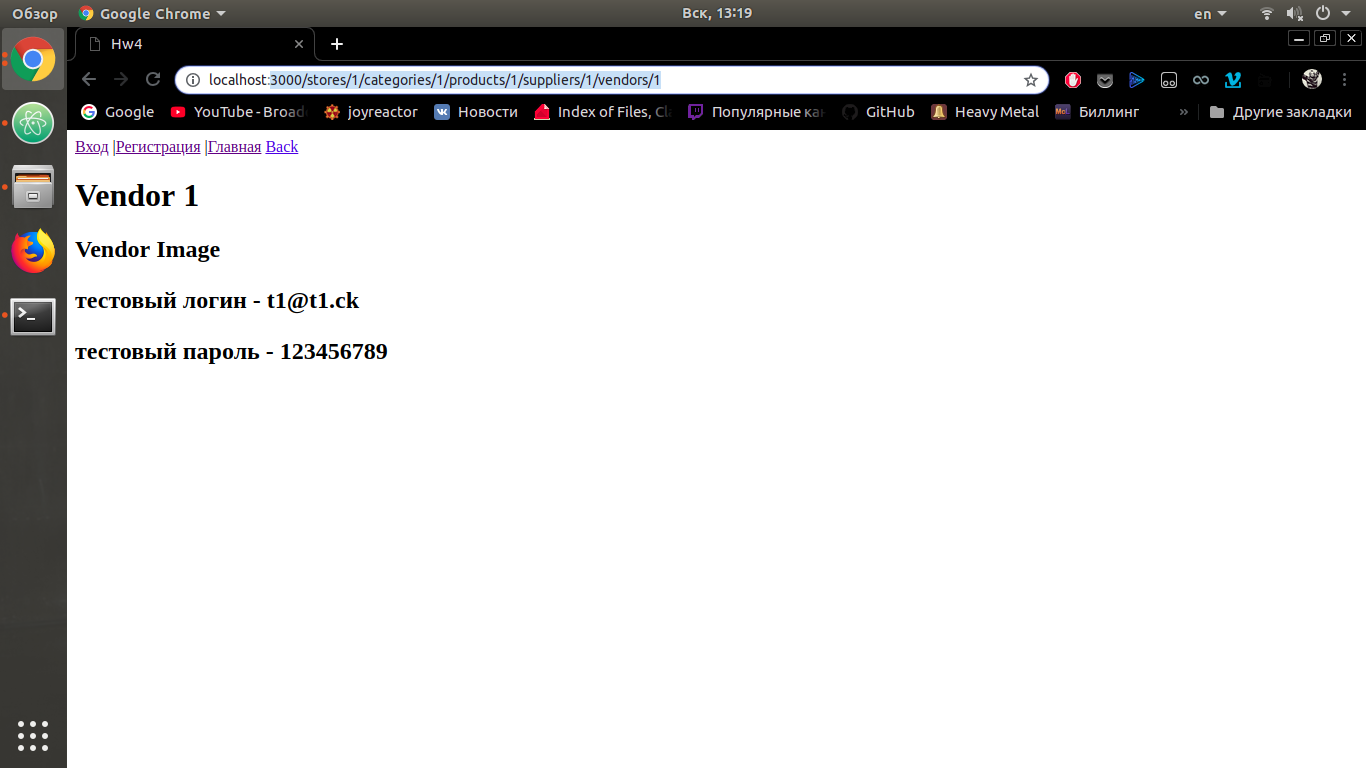 Обзор Google Chrome Вск, 13:19 en
Hw4
localhost:3000/stores/1/categories/1/products/1/suppliers/1/vendors/1
Google YouTube - Broad joyreactor Новости Index of Files, Cla Популярные кан GitHub Heavy Metal Биллинг » Другие закладки
Вход |Регистрация |Главная Back
Vendor 1
Vendor Image
тестовый логин - t1@t1.ck
тестовый пароль - 123456789